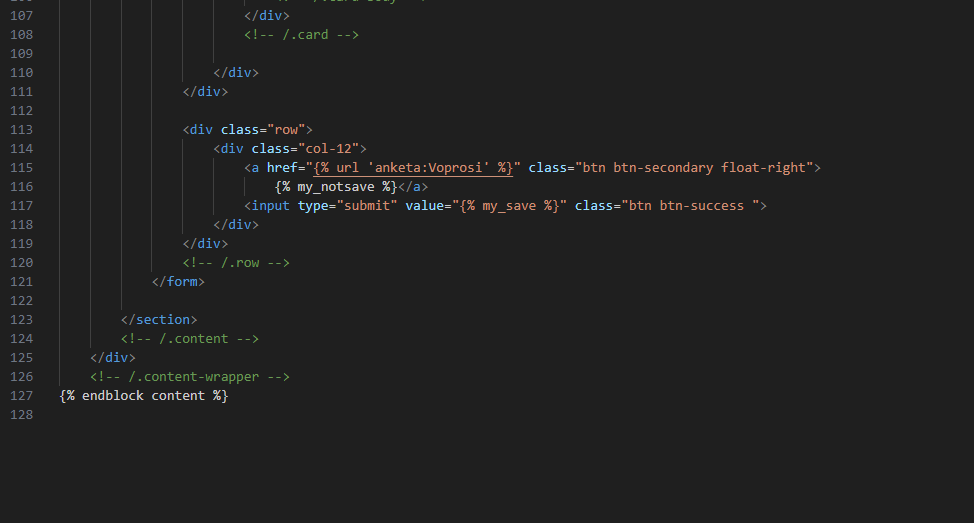 107 </div>
108 <!-- /.card -->
109
110 </div>
111 </div>
112
113 <div class="row">
114 <div class="col-12">
115 <a href="{% url 'anketa:Voprosi' %}" class="btn btn-secondary float-right">
116 {% my_notsave %}</a>
117 <input type="submit" value="{% my_save %}" class="btn btn-success ">
118 </div>
119 </div>
120 <!-- /.row -->
121 </form>
122
123 </section>
124 <!-- /.content -->
125 </div>
126 <!-- /.content-wrapper -->
127 {% endblock content %}
128